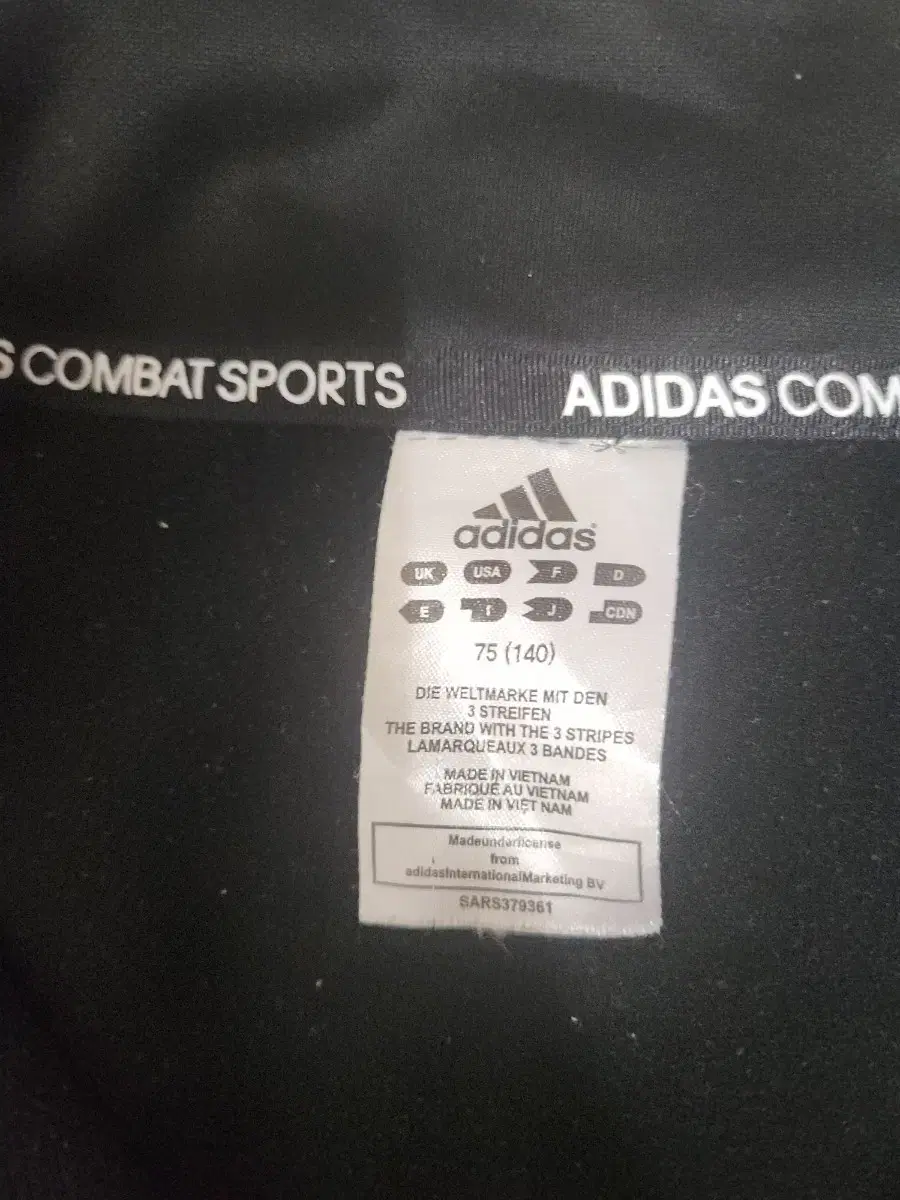 S COMBAT SPORTS
ADIDAS COM
adidas
UK USA F D
E I J CDN
75 (140)
DIE WELTMARKE MIT DEN
3 STREIFEN
THE BRAND WITH THE 3 STRIPES
LAMARQUEAUX 3 BANDES
MADE IN VIETNAM
FABRIQUÉ AU VIETNAM
MADE IN VIỆT NAM
Madeunderlicense
from
adidasInternationalMarketing BV
SARS379361